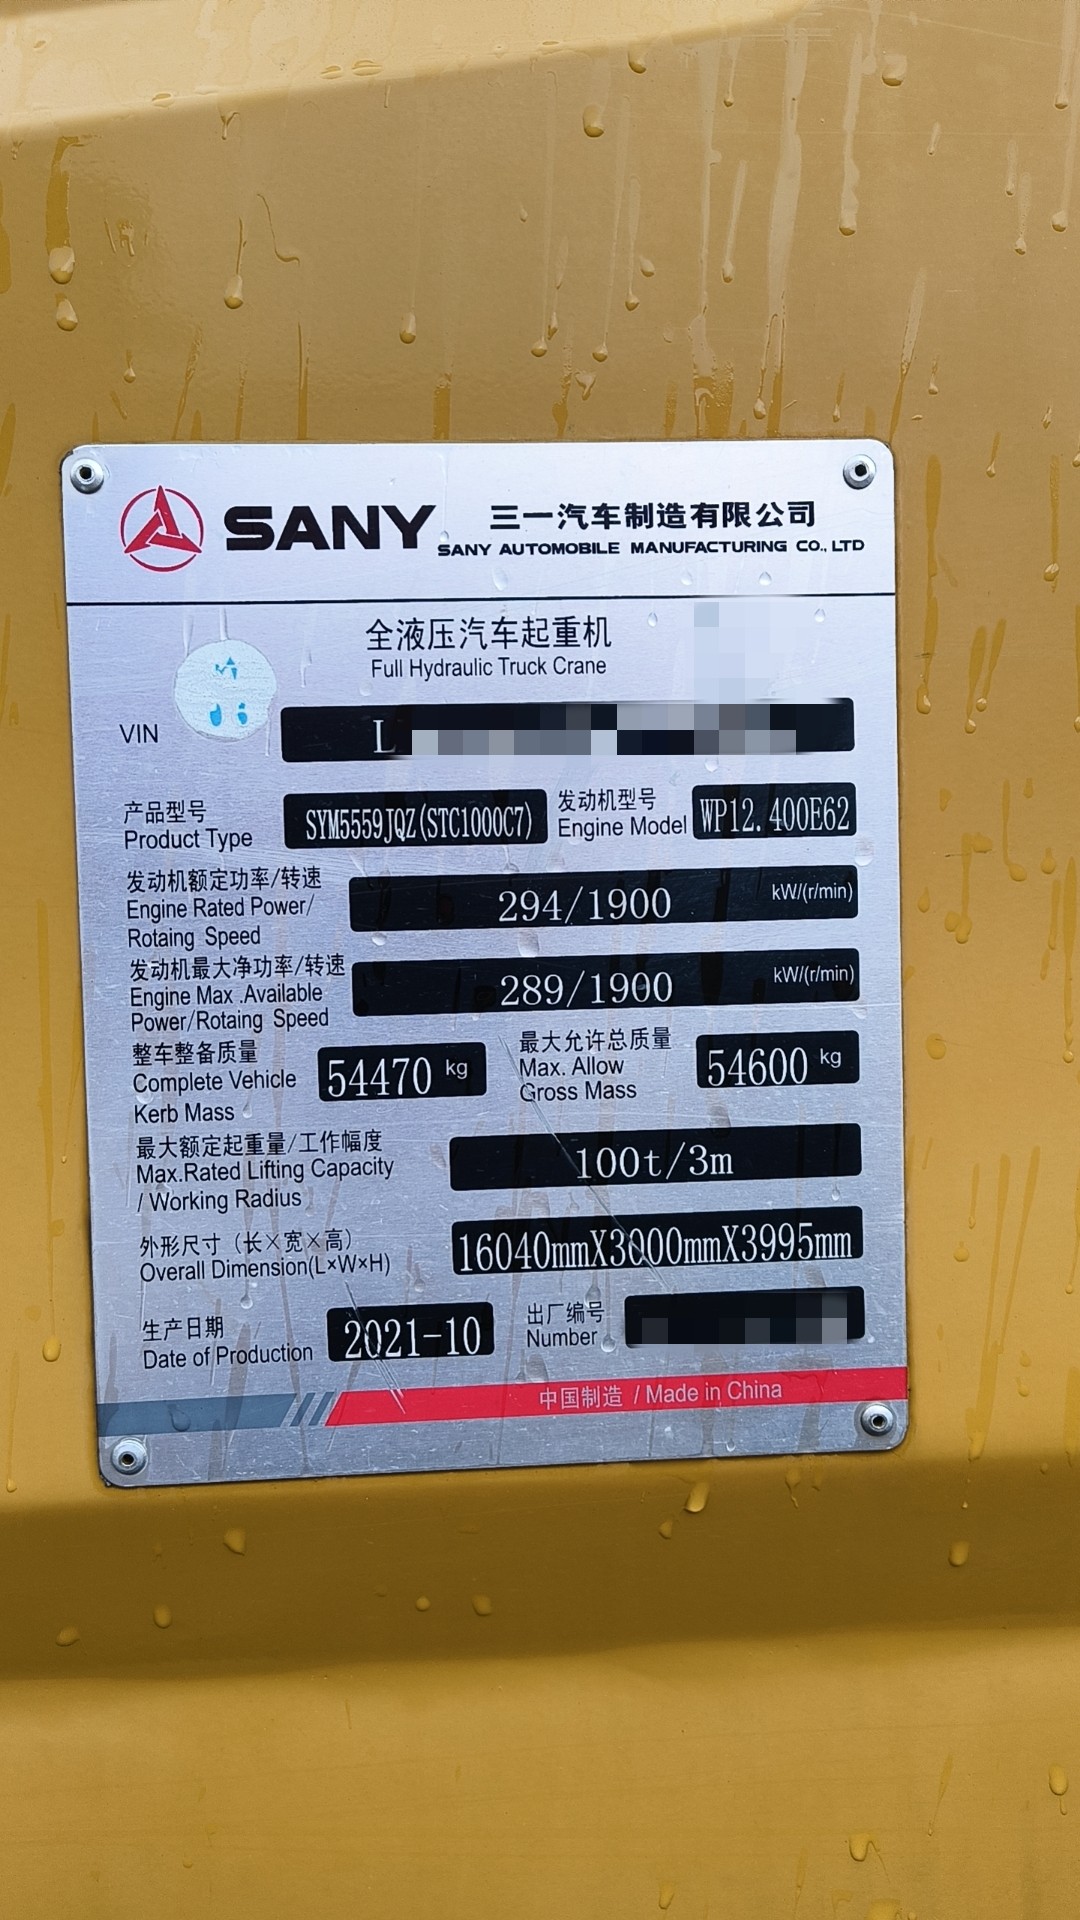 SANY 三一汽车制造有限公司
SANY AUTOMOBILE MANUFACTURING CO., LTD
全液压汽车起重机
Full Hydraulic Truck Crane
VIN L
产品型号
Product Type
SYM5559JQZ(STC1000C7)
发动机型号
Engine Model
WP12.400E62
发动机额定功率/转速
Engine Rated Power/
Rotaing Speed
294/1900 kW/(r/min)
发动机最大净功率/转速
Engine Max .Available
Power/Rotaing Speed
289/1900 kW/(r/min)
整车整备质量
Complete Vehicle
Kerb Mass
54470 kg
最大允许总质量
Max. Allow
Gross Mass
54600 kg
最大额定起重量/工作幅度
Max.Rated Lifting Capacity
/ Working Radius
100t/3m
外形尺寸（长×宽×高）
Overall Dimension(L×W×H)
16040mmX3000mmX3995mm
生产日期
Date of Production
2021-10
出厂编号
Number
中国制造 / Made in China